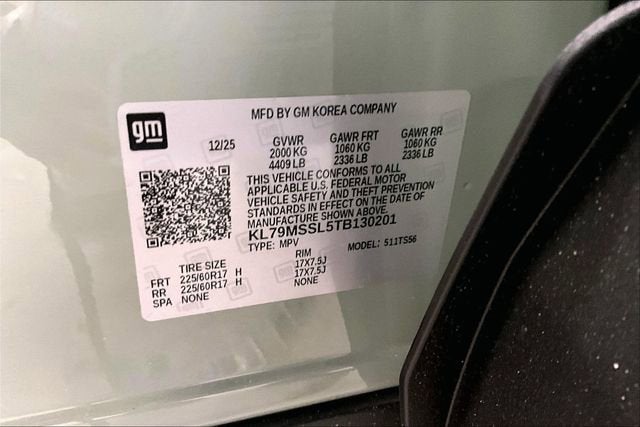 gm
MFD BY GM KOREA COMPANY
12/25 GVWR GAWR FRT GAWR RR
2000 KG 1060 KG 1060 KG
4409 LB 2336 LB 2336 LB
THIS VEHICLE CONFORMS TO ALL
APPLICABLE U.S. FEDERAL MOTOR
VEHICLE SAFETY AND THEFT PREVENTION
STANDARDS IN EFFECT ON THE DATE OF
MANUFACTURE SHOWN ABOVE.
KL79MSSL5TB130201
TYPE: MPV MODEL: 511TS56
TIRE SIZE RIM
FRT 225/60R17 H 17X7.5J
RR 225/60R17 H 17X7.5J
SPA NONE NONE